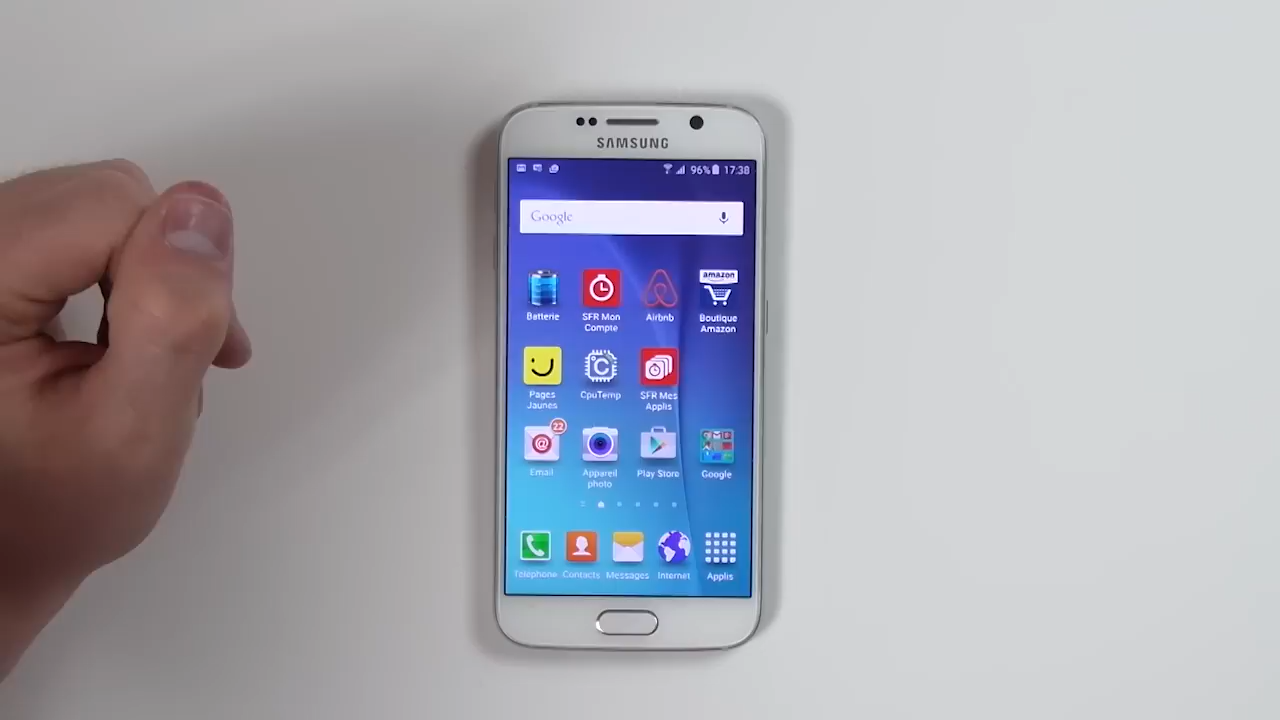 SAMSUNG
96% 17:38
Google
amazon
Batterie
SFR Mon
Compte
Airbnb
Boutique
Amazon
Pages
Jaunes
CpuTemp
SFR Mes
Applis
22
Email
Appareil
photo
Play Store
Google
Téléphone
Contacts
Messages
Internet
Applis